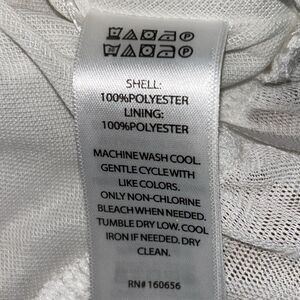 SHELL:
100%POLYESTER
LINING:
100%POLYESTER
MACHINE WASH COOL.
GENTLE CYCLE WITH
LIKE COLORS.
ONLY NON-CHLORINE
BLEACH WHEN NEEDED.
TUMBLE DRY LOW. COOL
IRON IF NEEDED. DRY
CLEAN.
RN# 160656